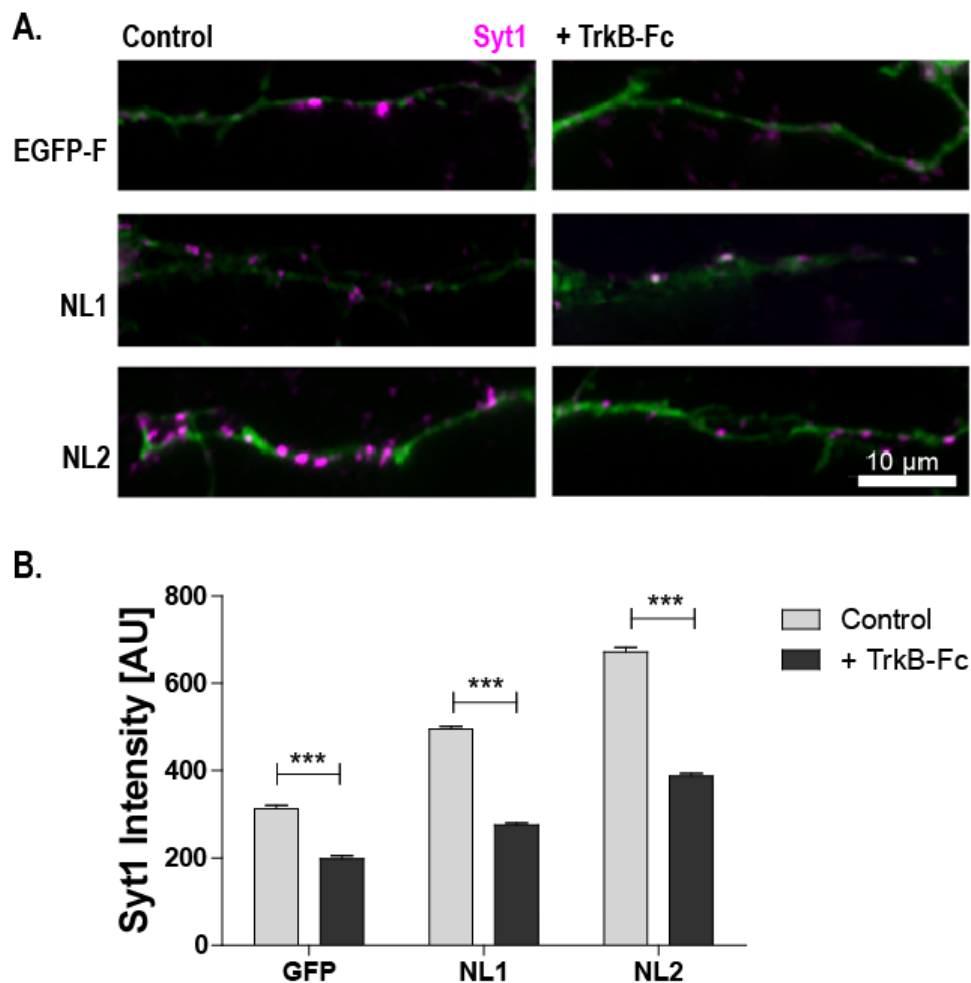 A.
Control Syt1 + TrkB-Fc
EGFP-F
NL1
NL2
10 µm
B.
Syt1 Intensity [AU]
800
600
400
200
0
***
***
***
GFP NL1 NL2
Control
+ TrkB-Fc